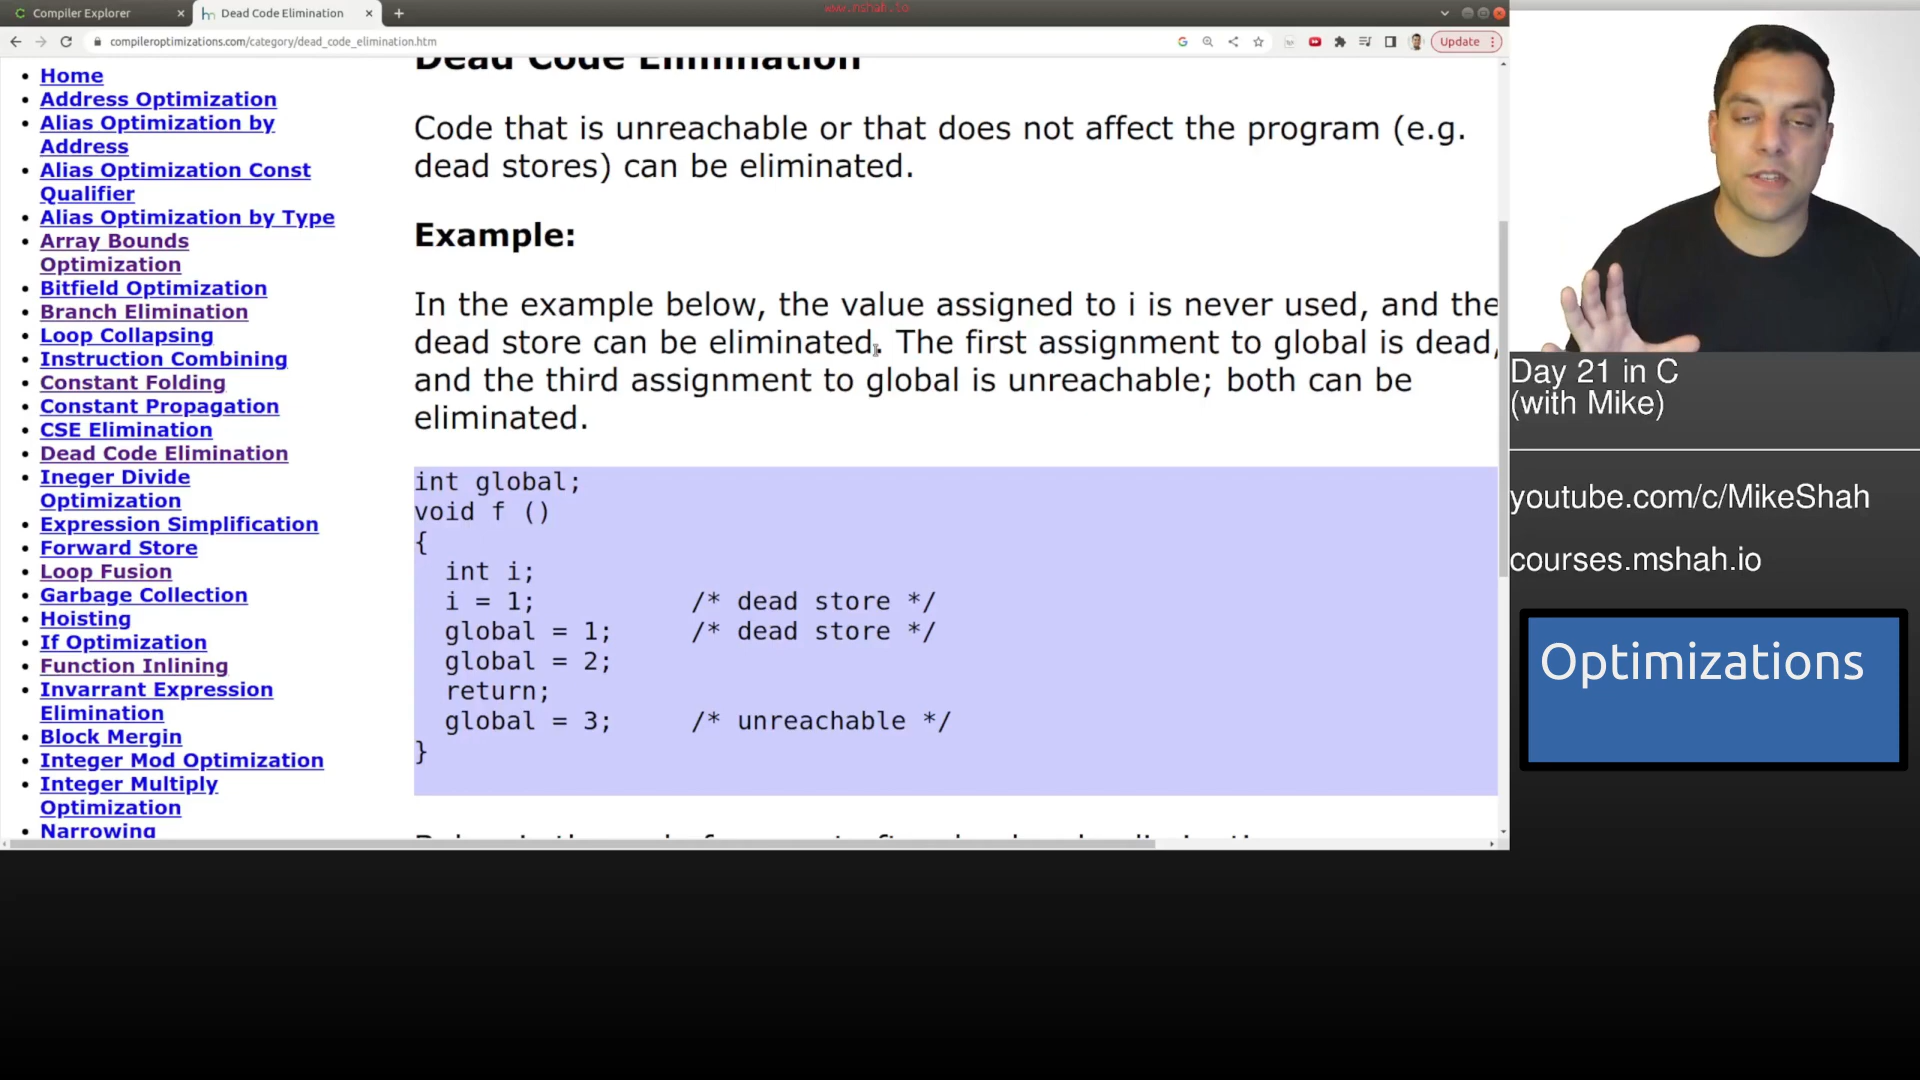 Compiler Explorer
Dead Code Elimination
www.mshah.io
compileroptimizations.com/category/dead_code_elimination.htm
Update
Home
Address Optimization
Alias Optimization by
Address
Alias Optimization Const
Qualifier
Alias Optimization by Type
Array Bounds
Optimization
Bitfield Optimization
Branch Elimination
Loop Collapsing
Instruction Combining
Constant Folding
Constant Propagation
CSE Elimination
Dead Code Elimination
Ineger Divide
Optimization
Expression Simplification
Forward Store
Loop Fusion
Garbage Collection
Hoisting
If Optimization
Function Inlining
Invarrant Expression
Elimination
Block Mergin
Integer Mod Optimization
Integer Multiply
Optimization
Narrowing
Dead Code Elimination
Code that is unreachable or that does not affect the program (e.g.
dead stores) can be eliminated.
Example:
In the example below, the value assigned to i is never used, and the
dead store can be eliminated. The first assignment to global is dead,
and the third assignment to global is unreachable; both can be
eliminated.
int global;
void f ()
{
int i;
i = 1; /* dead store */
global = 1; /* dead store */
global = 2;
return;
global = 3; /* unreachable */
}
Day 21 in C
(with Mike)
youtube.com/c/MikeShah
courses.mshah.io
Optimizations